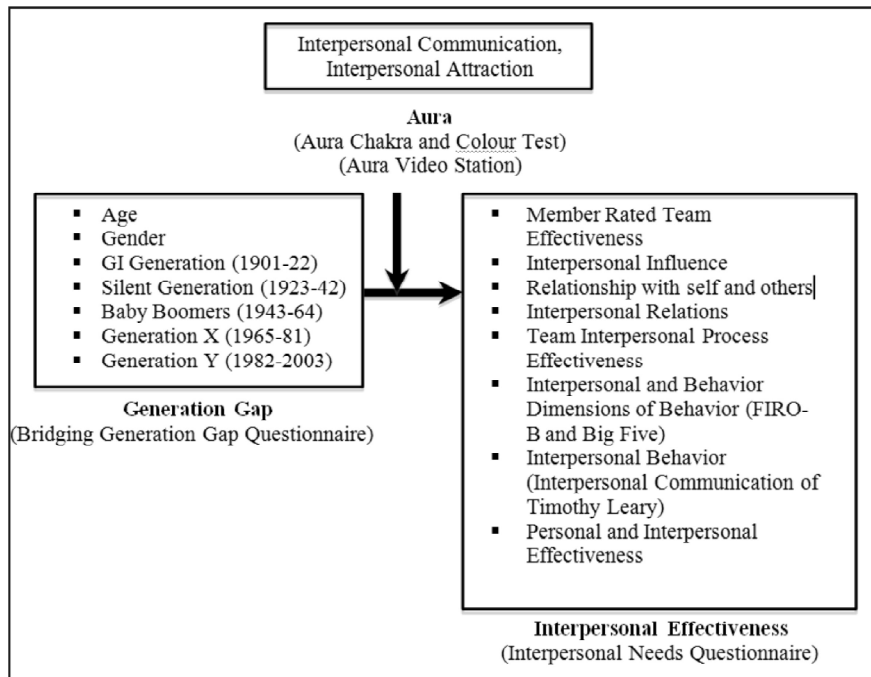 Interpersonal Communication,
Interpersonal Attraction
Aura
(Aura Chakra and Colour Test)
(Aura Video Station)
▪ Age
▪ Gender
▪ GI Generation (1901-22)
▪ Silent Generation (1923-42)
▪ Baby Boomers (1943-64)
▪ Generation X (1965-81)
▪ Generation Y (1982-2003)
Generation Gap
(Bridging Generation Gap Questionnaire)
▪ Member Rated Team
Effectiveness
▪ Interpersonal Influence
▪ Relationship with self and others
▪ Interpersonal Relations
▪ Team Interpersonal Process
Effectiveness
▪ Interpersonal and Behavior
Dimensions of Behavior (FIRO-
B and Big Five)
▪ Interpersonal Behavior
(Interpersonal Communication of
Timothy Leary)
▪ Personal and Interpersonal
Effectiveness
Interpersonal Effectiveness
(Interpersonal Needs Questionnaire)